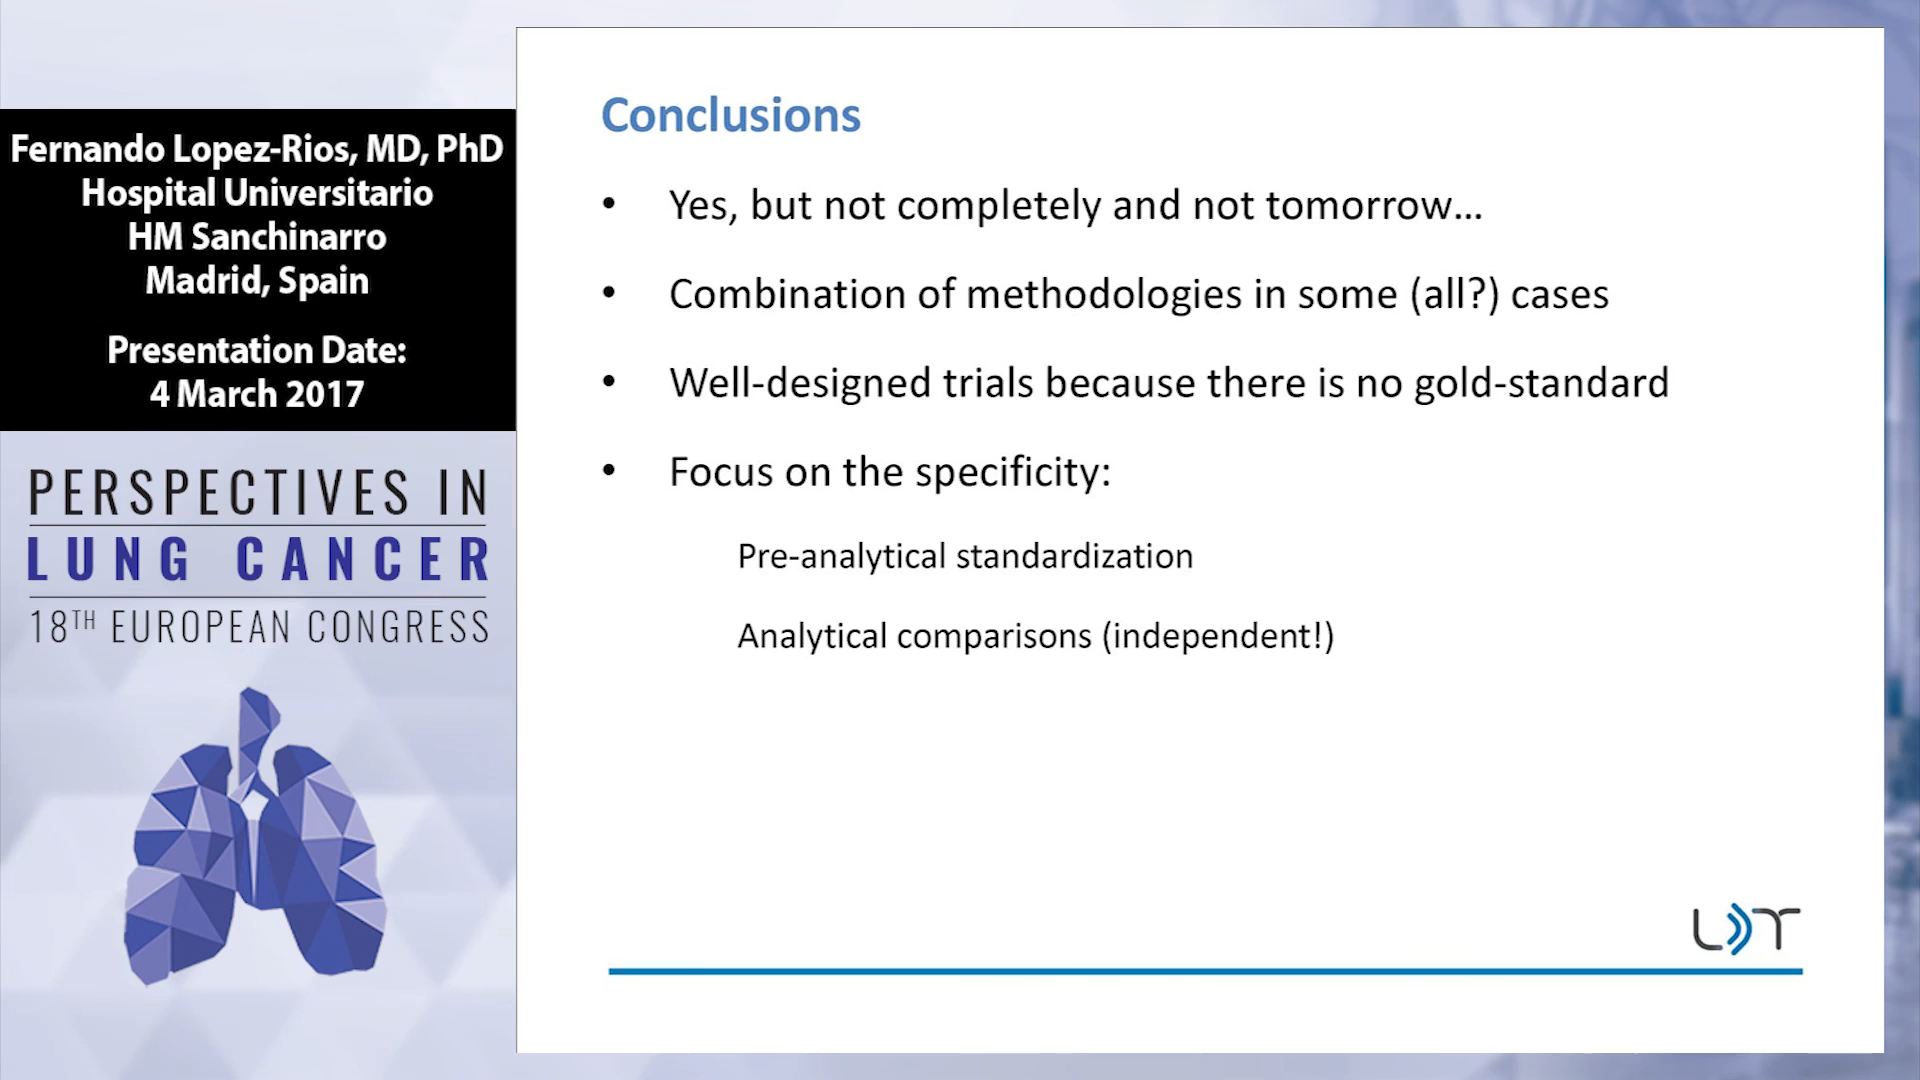 Fernando Lopez-Rios, MD, PhD
Hospital Universitario
HM Sanchinarro
Madrid, Spain
Presentation Date:
4 March 2017
PERSPECTIVES IN
LUNG CANCER
18TH EUROPEAN CONGRESS
Conclusions
• Yes, but not completely and not tomorrow...
• Combination of methodologies in some (all?) cases
• Well-designed trials because there is no gold-standard
• Focus on the specificity:
Pre-analytical standardization
Analytical comparisons (independent!)